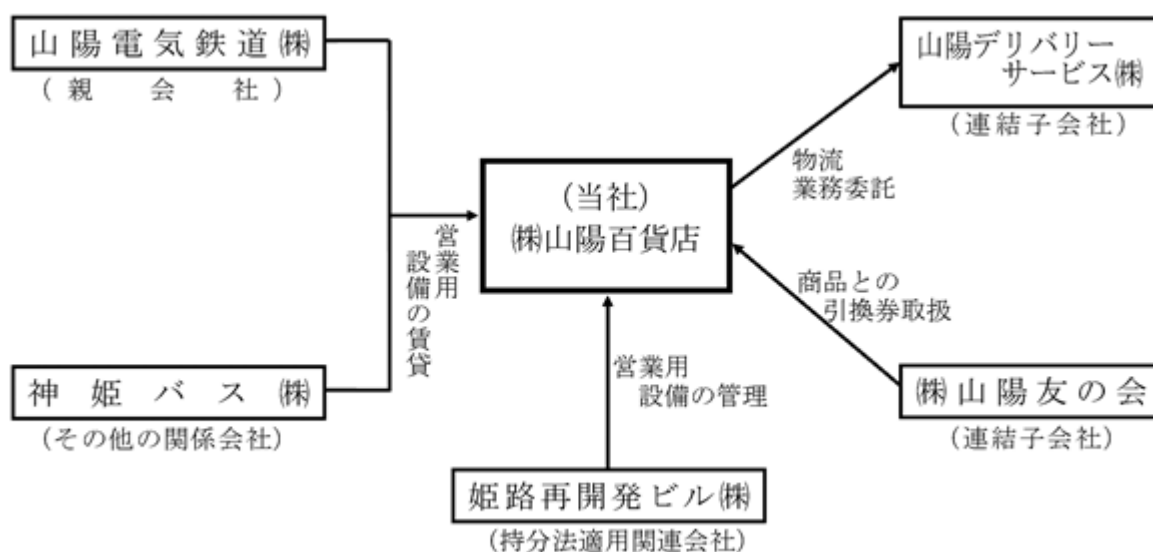 山陽電気鉄道㈱
(親会社)
神姫バス㈱
(その他の関係会社)
営業用
設備の賃貸
(当社)
㈱山陽百貨店
営業用
設備の管理
姫路再開発ビル㈱
(持分法適用関連会社)
物流
業務委託
山陽デリバリー
サービス㈱
(連結子会社)
商品との
引換券取扱
㈱山陽友の会
(連結子会社)